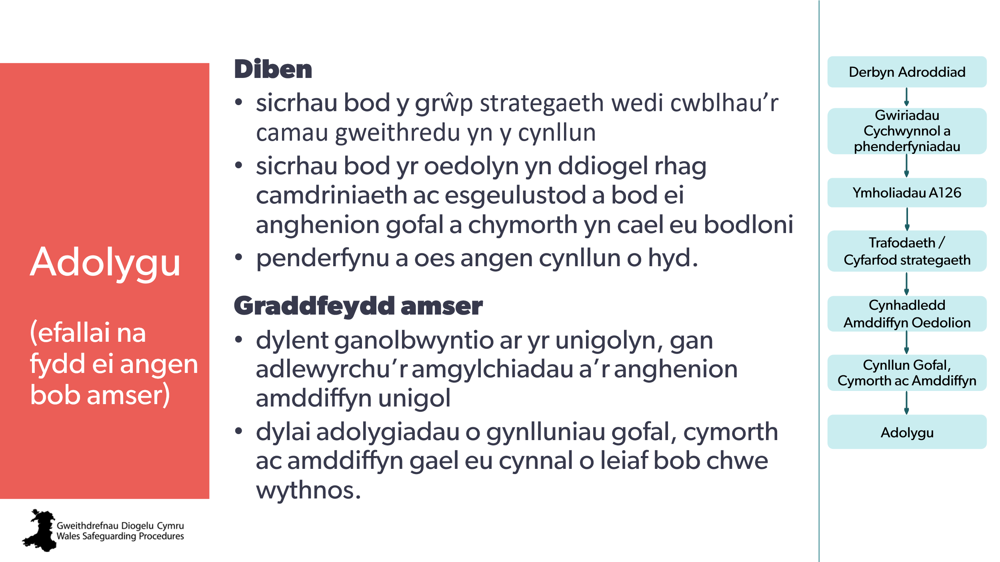 Adolygu
(efallai na
fydd ei angen
bob amser)
Diben
• sicrhau bod y grŵp strategaeth wedi cwblhau’r
camau gweithredu yn y cynllun
• sicrhau bod yr oedolyn yn ddiogel rhag
camdriniaeth ac esgeulustod a bod ei
anghenion gofal a chymorth yn cael eu bodloni
• penderfynu a oes angen cynllun o hyd.
Graddfeydd amser
• dylent ganolbwyntio ar yr unigolyn, gan
adlewyrchu’r amgylchiadau a’r anghenion
amddiffyn unigol
• dylai adolygiadau o gynlluniau gofal, cymorth
ac amddiffyn gael eu cynnal o leiaf bob chwe
wythnos.
Derbyn Adroddiad
Gwiriadau
Cychwynnol a
phenderfyniadau
Ymholiadau A126
Trafodaeth /
Cyfarfod strategaeth
Cynhadledd
Amddiffyn Oedolion
Cynllun Gofal,
Cymorth ac Amddiffyn
Adolygu
Gweithdrefnau Diogelu Cymru
Wales Safeguarding Procedures